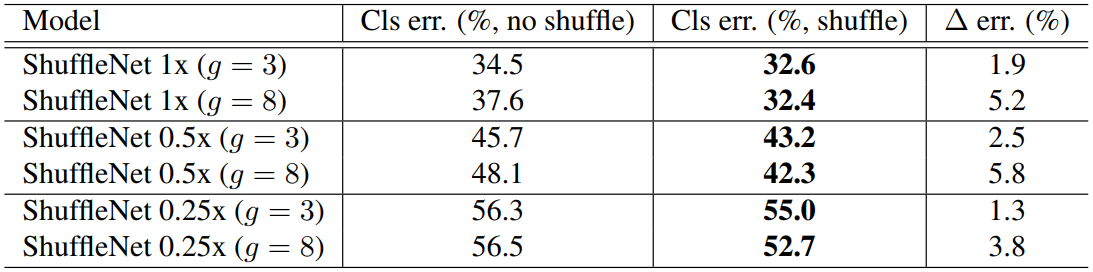 Model Cls err. (%, no shuffle) Cls err. (%, shuffle) Δ err. (%)
ShuffleNet 1x (g = 3) 34.5 32.6 1.9
ShuffleNet 1x (g = 8) 37.6 32.4 5.2
ShuffleNet 0.5x (g = 3) 45.7 43.2 2.5
ShuffleNet 0.5x (g = 8) 48.1 42.3 5.8
ShuffleNet 0.25x (g = 3) 56.3 55.0 1.3
ShuffleNet 0.25x (g = 8) 56.5 52.7 3.8